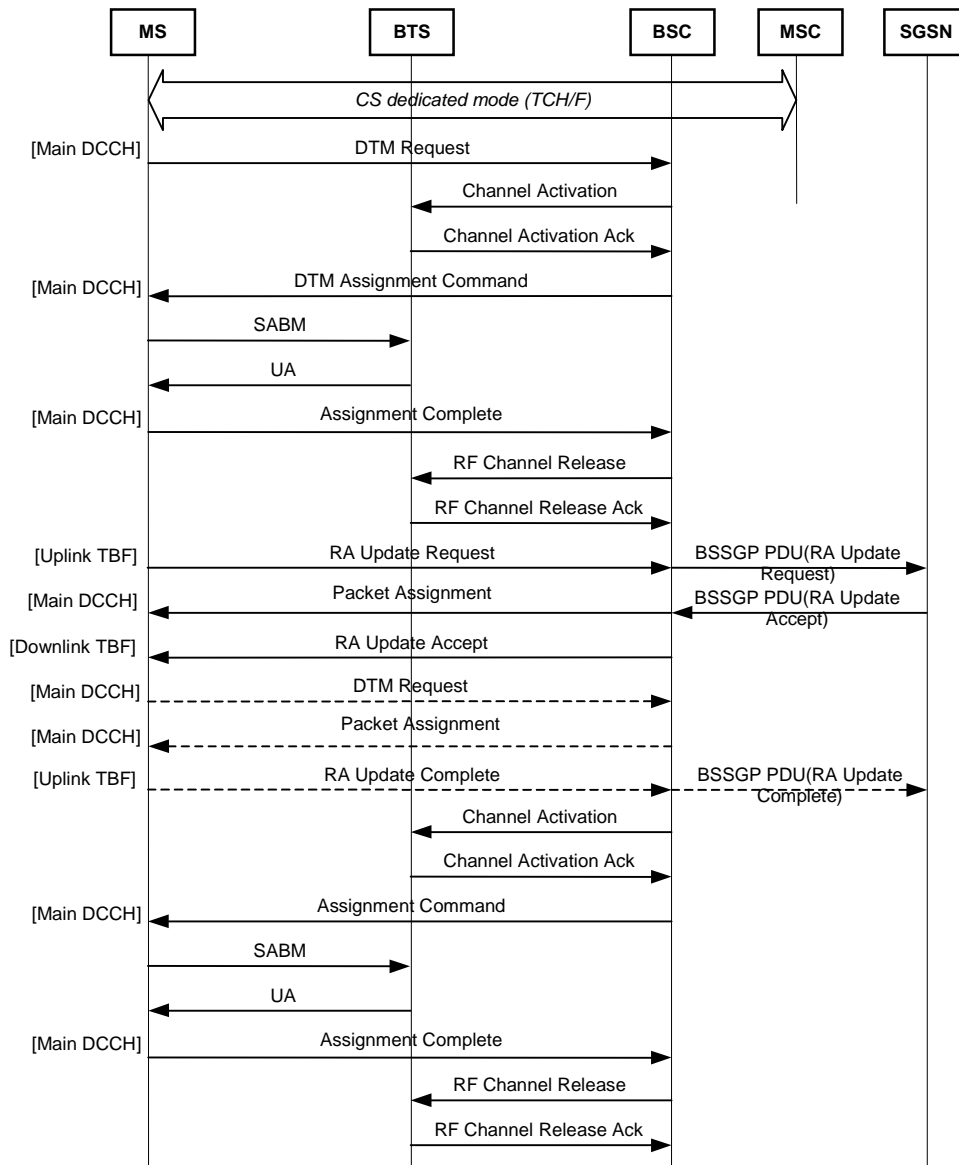 MS BTS BSC MSC SGSN
CS dedicated mode (TCH/F)
[Main DCCH] DTM Request
Channel Activation
Channel Activation Ack
[Main DCCH] DTM Assignment Command
SABM
UA
[Main DCCH] Assignment Complete
RF Channel Release
RF Channel Release Ack
[Uplink TBF] RA Update Request BSSGP PDU(RA Update
Request)
[Main DCCH] Packet Assignment BSSGP PDU(RA Update
Accept)
[Downlink TBF] RA Update Accept
[Main DCCH] DTM Request
[Main DCCH] Packet Assignment
[Uplink TBF] RA Update Complete BSSGP PDU(RA Update
Complete)
Channel Activation
Channel Activation Ack
[Main DCCH] Assignment Command
SABM
UA
[Main DCCH] Assignment Complete
RF Channel Release
RF Channel Release Ack